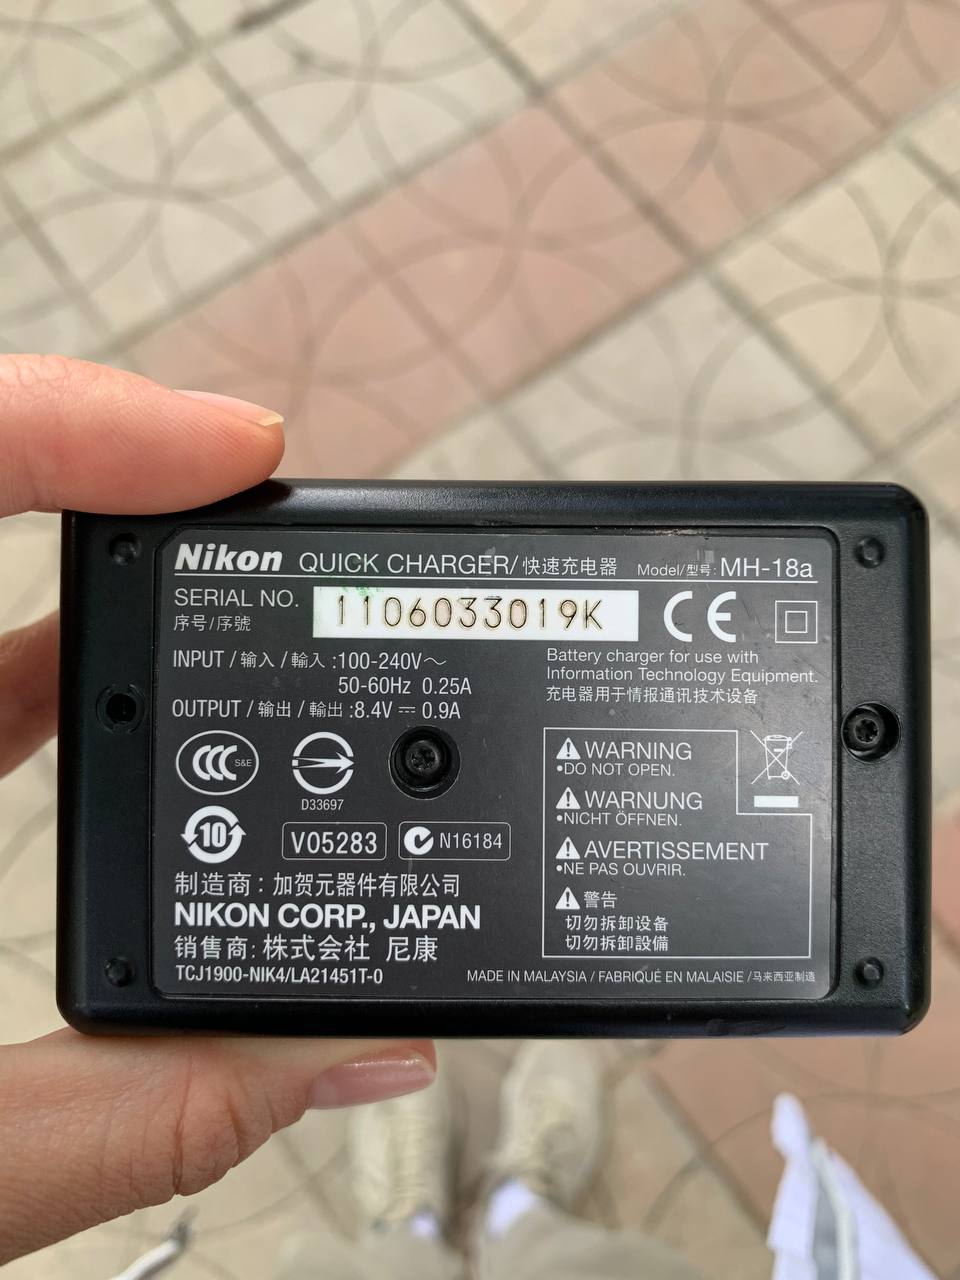 Nikon QUICK CHARGER/快速充电器 Model/型号: MH-18a
SERIAL NO. 1106033019K
序号/序號
INPUT / 输入 / 輸入 :100-240V～
50-60Hz 0.25A
OUTPUT / 输出 / 輸出 :8.4V ⎓ 0.9A
CE
Battery charger for use with
Information Technology Equipment.
充电器用于情报通讯技术设备
CCC S&E
D33697
10
V05283
N16184
制造商：加贺元器件有限公司
NIKON CORP., JAPAN
销售商: 株式会社 尼康
TCJ1900-NIK4/LA21451T-0
WARNING
•DO NOT OPEN.
WARNUNG
•NICHT ÖFFNEN.
AVERTISSEMENT
•NE PAS OUVRIR.
警告
切勿拆卸设备
切勿拆卸設備
MADE IN MALAYSIA / FABRIQUÉ EN MALAISIE /马来西亚制造